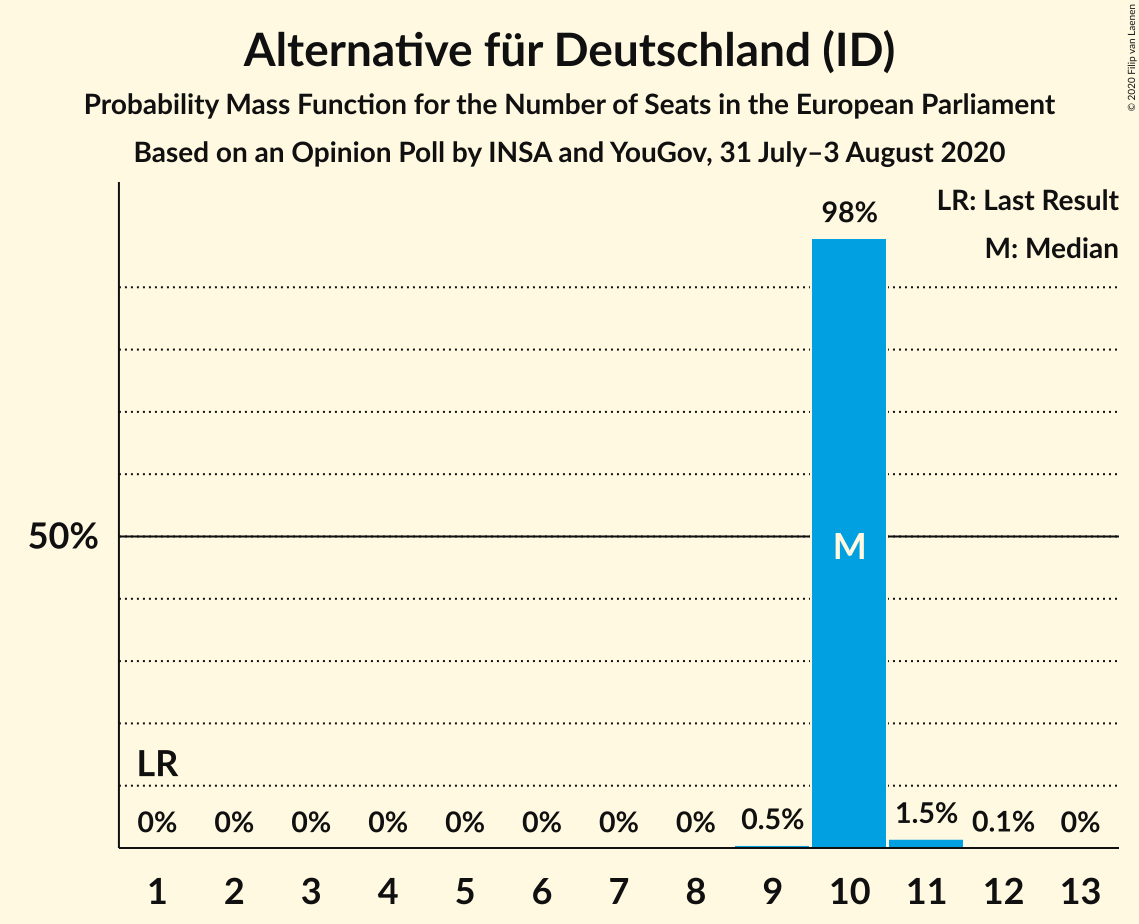 Alternative für Deutschland (ID)
Probability Mass Function for the Number of Seats in the European Parliament
Based on an Opinion Poll by INSA and YouGov, 31 July–3 August 2020
© 2020 Filip van Laenen
LR: Last Result
M: Median
98%
50%
M
LR
0% 0% 0% 0% 0% 0% 0% 0% 0.5% 1.5% 0.1% 0%
1 2 3 4 5 6 7 8 9 10 11 12 13